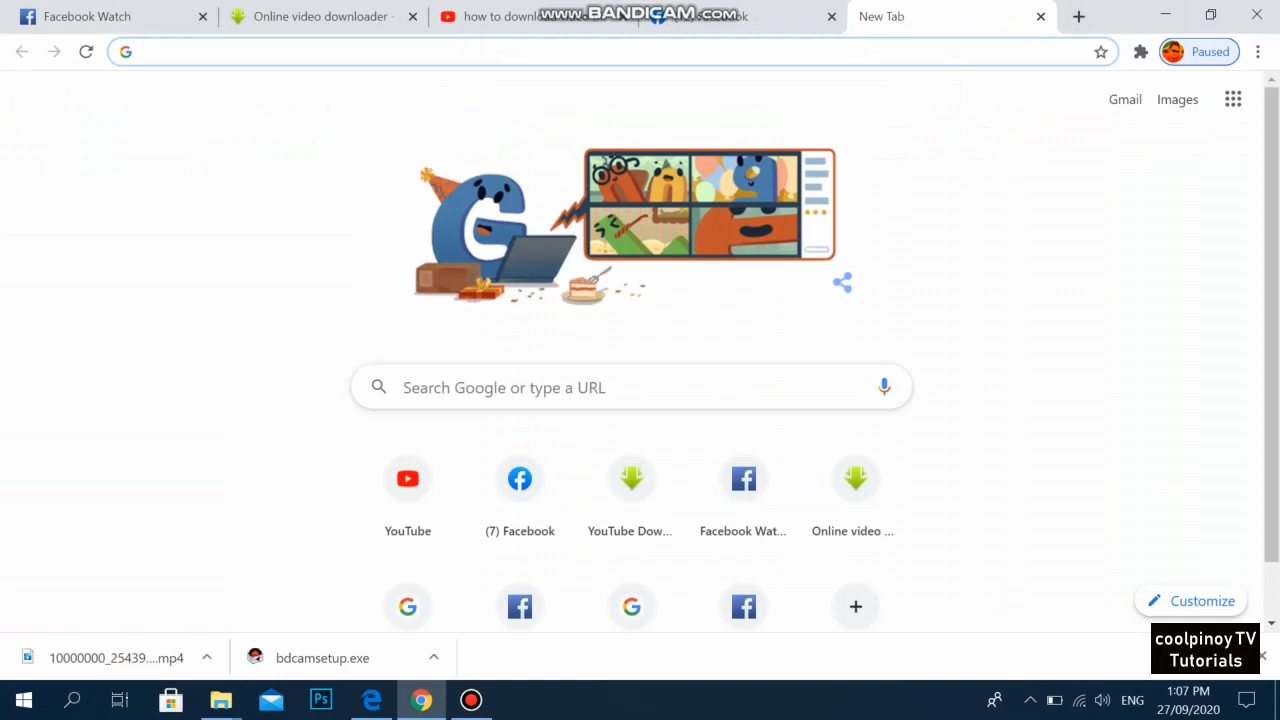 Facebook Watch
Online video downloader
how to downlo
www.BANDICAM.com
New Tab
Paused
Gmail
Images
Search Google or type a URL
YouTube
(7) Facebook
YouTube Dow...
Facebook Wat...
Online video ...
Customize
10000000_25439....mp4
bdcamsetup.exe
coolpinoy TV
Tutorials
Ps
ENG
1:07 PM
27/09/2020